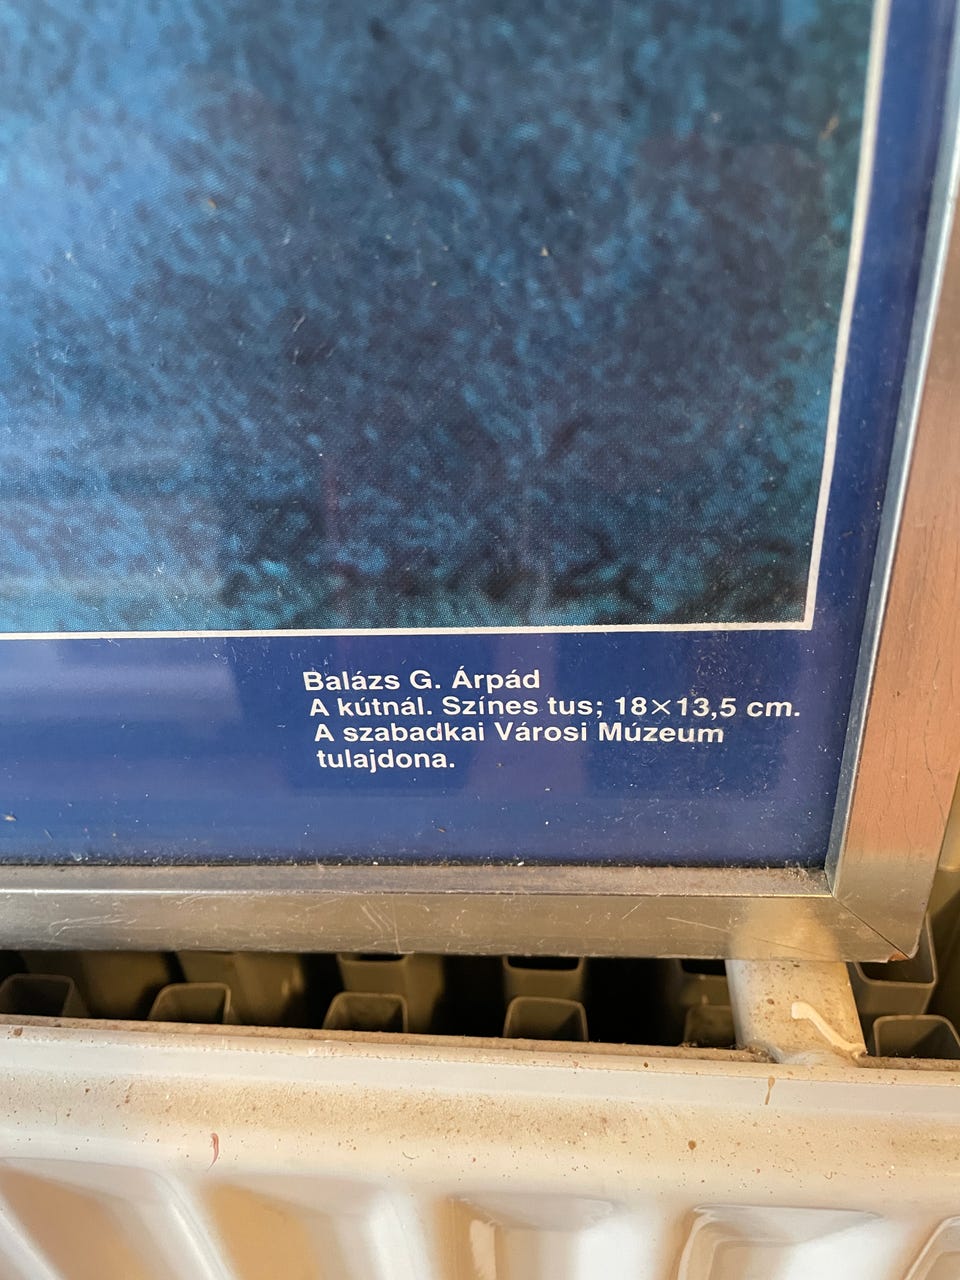 Balázs G. Árpád
A kútnál. Színes tus; 18×13,5 cm.
A szabadkai Városi Múzeum
tulajdona.